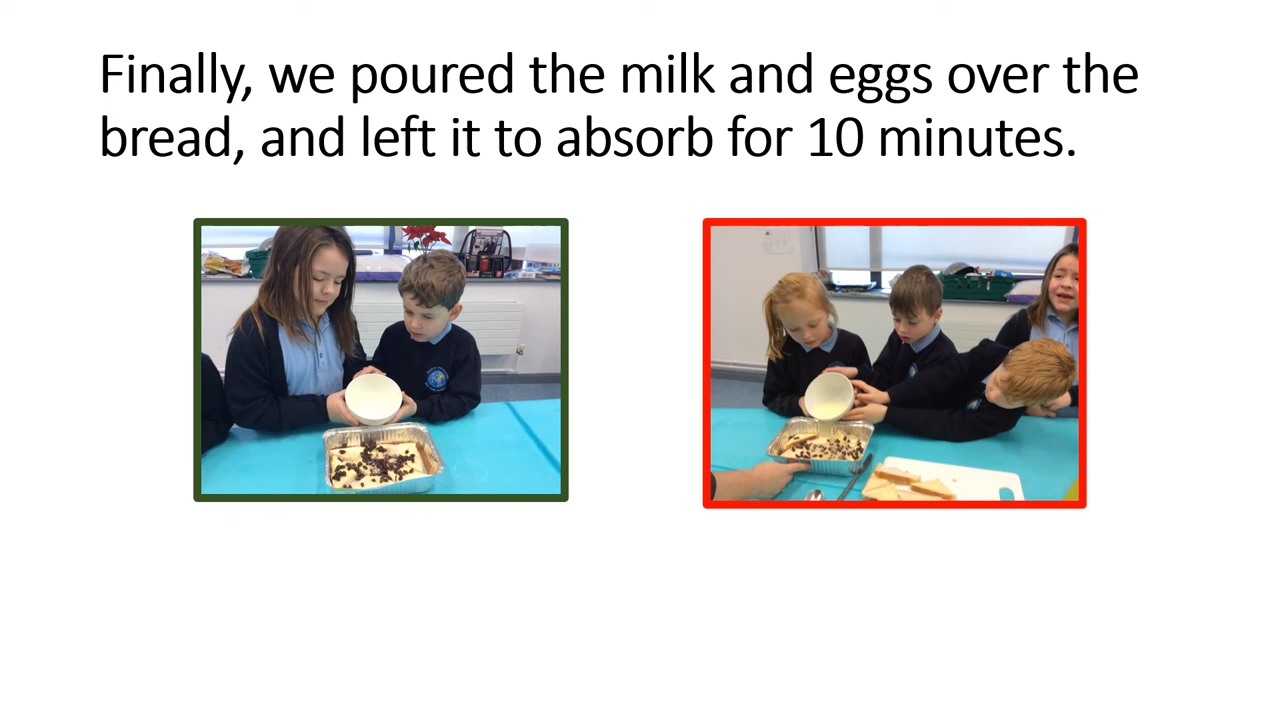 Finally, we poured the milk and eggs over the
bread, and left it to absorb for 10 minutes.